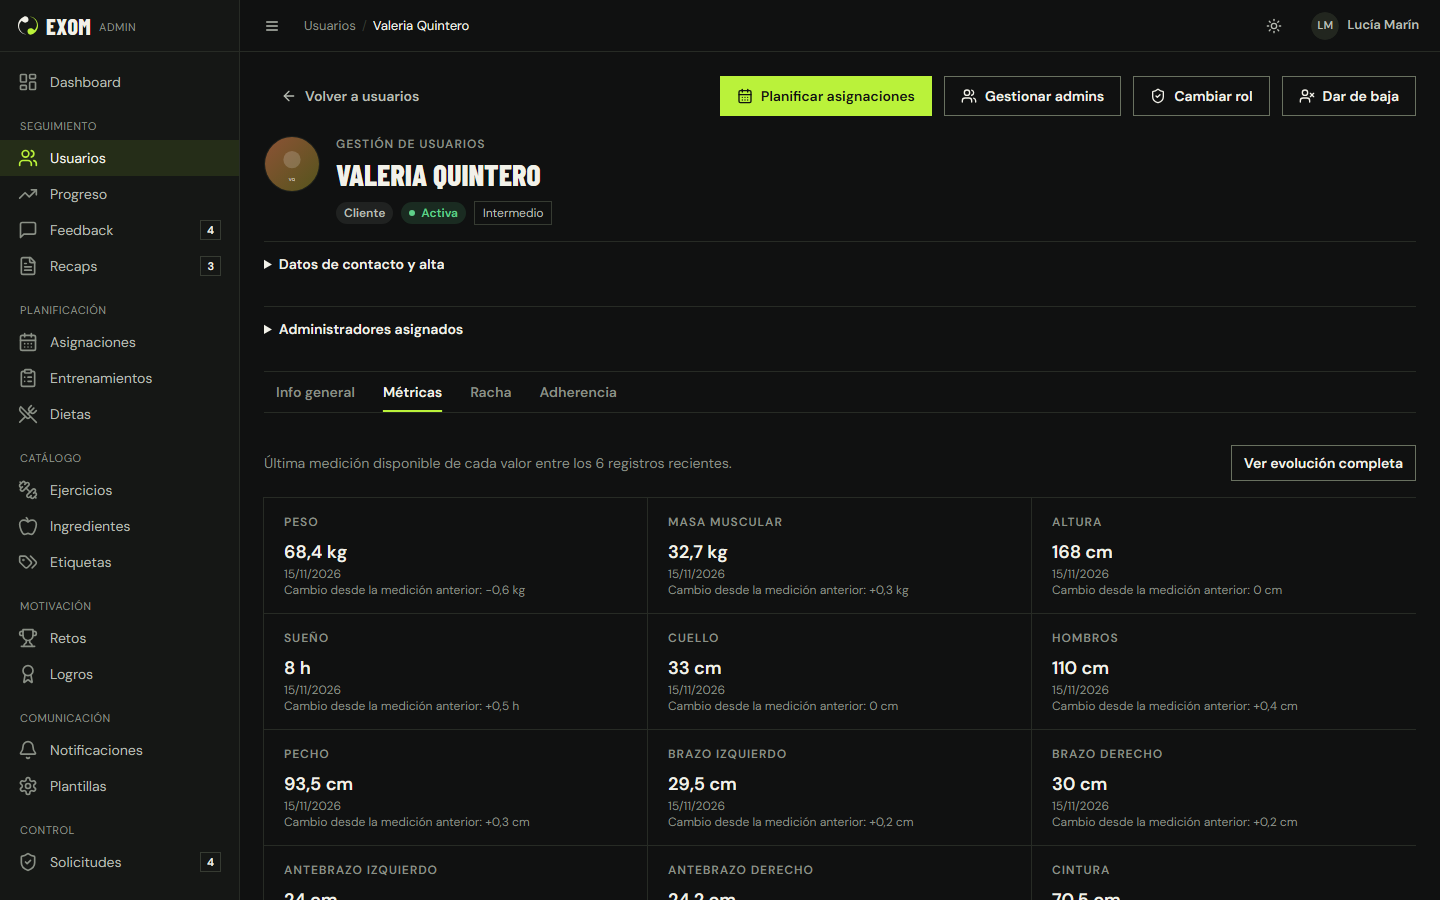 EXOM ADMIN
Usuarios / Valeria Quintero
LM Lucía Marín
Dashboard
SEGUIMIENTO
Usuarios
Progreso
Feedback 4
Recaps 3
PLANIFICACIÓN
Asignaciones
Entrenamientos
Dietas
CATÁLOGO
Ejercicios
Ingredientes
Etiquetas
MOTIVACIÓN
Retos
Logros
COMUNICACIÓN
Notificaciones
Plantillas
CONTROL
Solicitudes 4
Volver a usuarios
Planificar asignaciones
Gestionar admins
Cambiar rol
Dar de baja
GESTIÓN DE USUARIOS
VALERIA QUINTERO
Cliente Activa Intermedio
Datos de contacto y alta
Administradores asignados
Info general Métricas Racha Adherencia
Última medición disponible de cada valor entre los 6 registros recientes.
Ver evolución completa
PESO
68,4 kg
15/11/2026
Cambio desde la medición anterior: -0,6 kg
MASA MUSCULAR
32,7 kg
15/11/2026
Cambio desde la medición anterior: +0,3 kg
ALTURA
168 cm
15/11/2026
Cambio desde la medición anterior: 0 cm
SUEÑO
8 h
15/11/2026
Cambio desde la medición anterior: +0,5 h
CUELLO
33 cm
15/11/2026
Cambio desde la medición anterior: 0 cm
HOMBROS
110 cm
15/11/2026
Cambio desde la medición anterior: +0,4 cm
PECHO
93,5 cm
15/11/2026
Cambio desde la medición anterior: +0,3 cm
BRAZO IZQUIERDO
29,5 cm
15/11/2026
Cambio desde la medición anterior: +0,2 cm
BRAZO DERECHO
30 cm
15/11/2026
Cambio desde la medición anterior: +0,2 cm
ANTEBRAZO IZQUIERDO
24 cm
ANTEBRAZO DERECHO
24,2 cm
CINTURA
70,5 cm